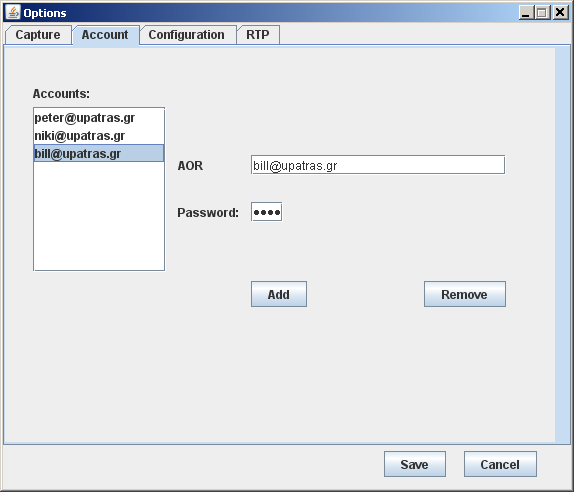 Options
Capture Account Configuration RTP
Accounts:
peter@upatras.gr
niki@upatras.gr
bill@upatras.gr
AOR bill@upatras.gr
Password: ●●●●
Add Remove
Save Cancel